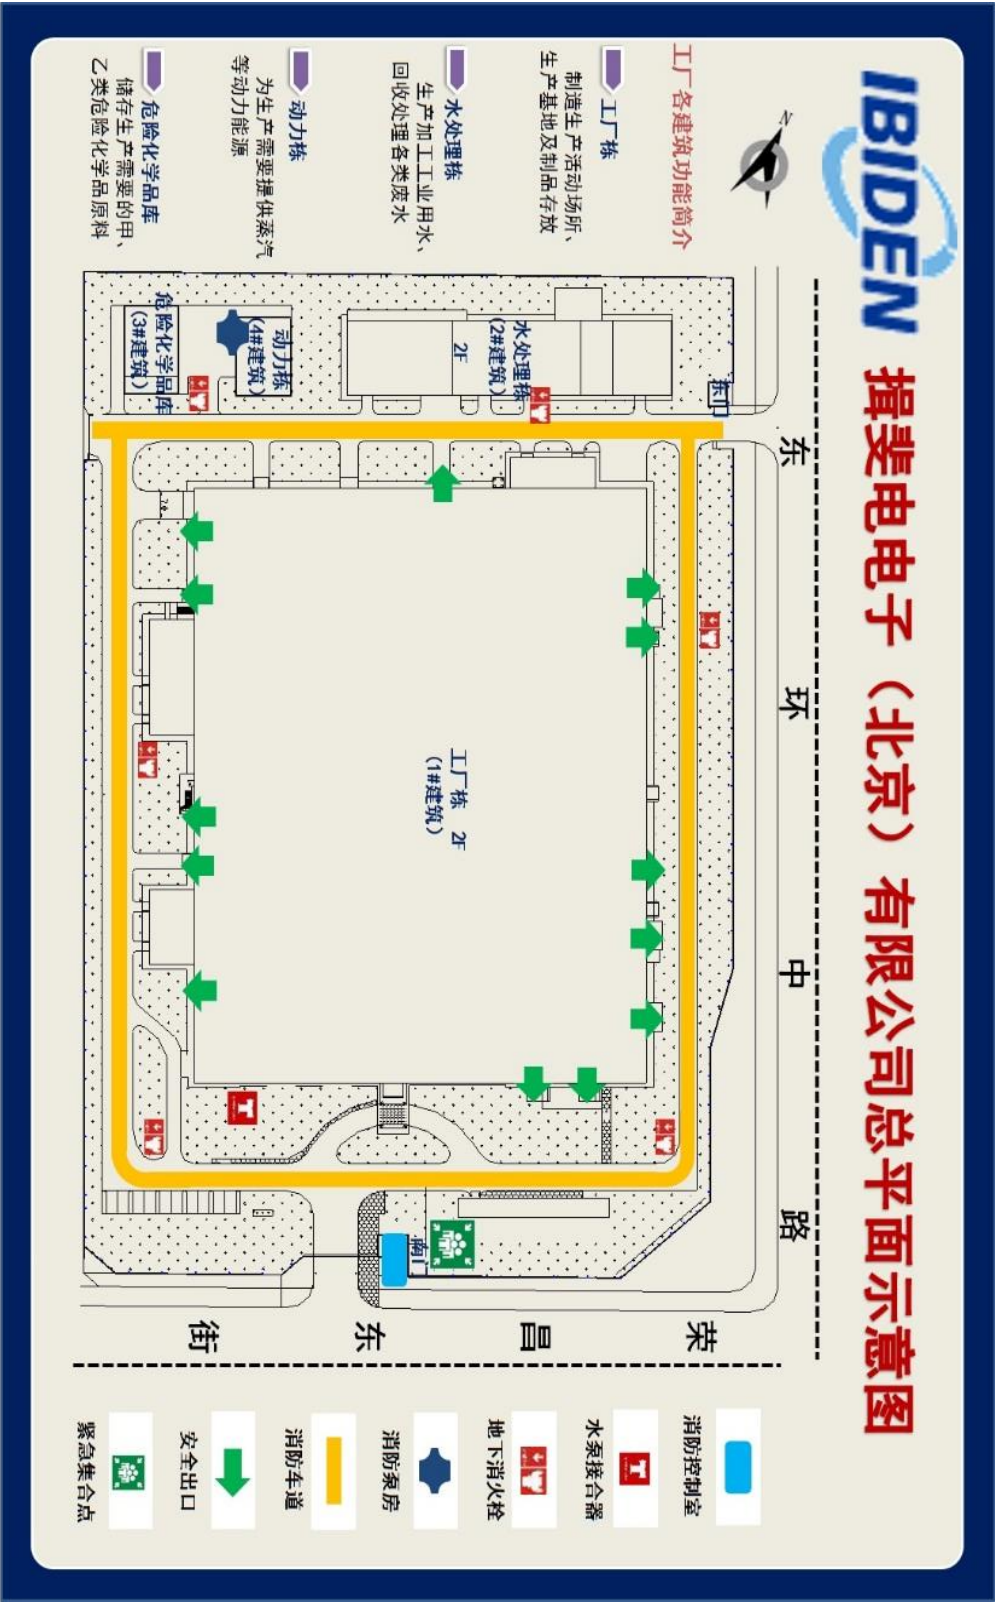 IBIDEN
揖斐电电子（北京）有限公司总平面示意图
N
工厂各建筑功能简介
工厂栋
制造生产活动场所、
生产基地及制品存放
水处理栋
生产加工工业用水、
回收处理各类废水
动力栋
为生产需要提供蒸汽
等动力能源
危险化学品库
储存生产需要的甲、
乙类危险化学品原料
东环中路
东门
水处理栋
(2#建筑)
2F
动力栋
(4#建筑)
危险化学品库
(3#建筑)
工厂栋 2F
(1#建筑)
南门
荣昌东街
消防控制室
水泵接合器
地下消火栓
消防泵房
消防车道
安全出口
紧急集合点